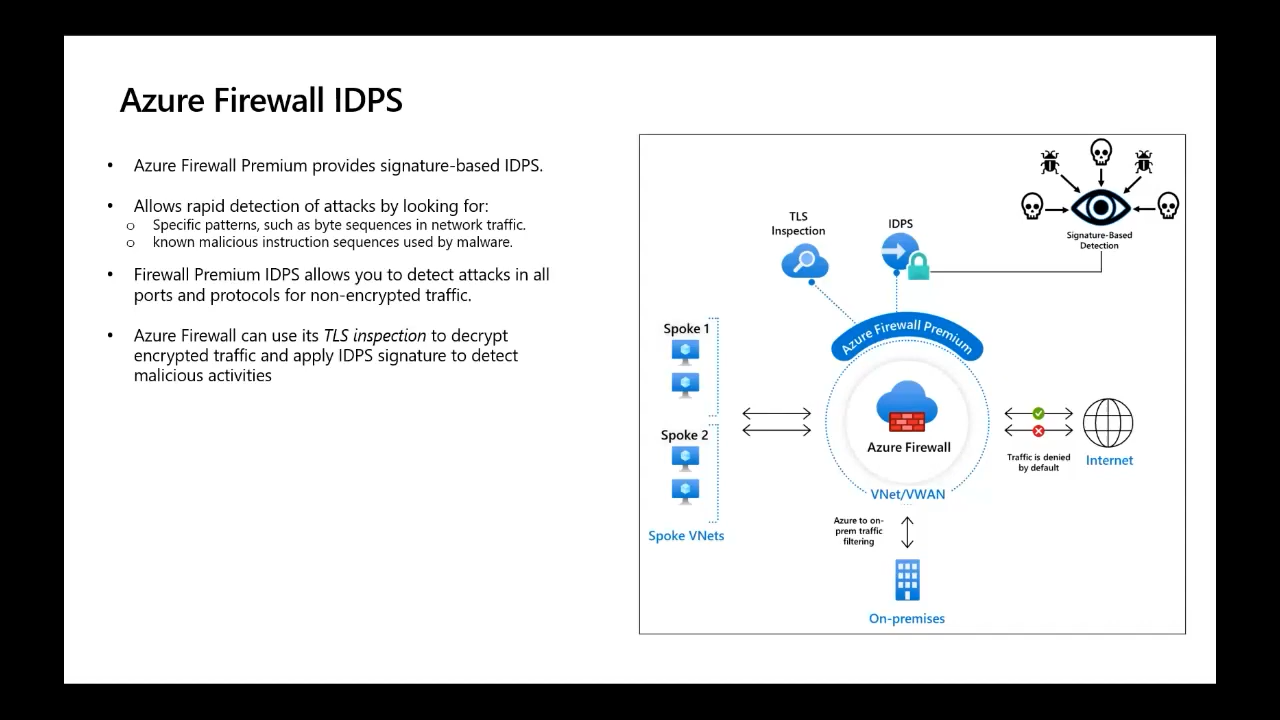 Azure Firewall IDPS
• Azure Firewall Premium provides signature-based IDPS.
• Allows rapid detection of attacks by looking for:
o Specific patterns, such as byte sequences in network traffic.
o known malicious instruction sequences used by malware.
• Firewall Premium IDPS allows you to detect attacks in all
ports and protocols for non-encrypted traffic.
• Azure Firewall can use its TLS inspection to decrypt
encrypted traffic and apply IDPS signature to detect
malicious activities
TLS
Inspection
IDPS
Signature-Based
Detection
Azure Firewall Premium
Spoke 1
Spoke 2
Spoke VNets
Azure Firewall
VNet/VWAN
Traffic is denied
by default
Internet
Azure to on-
prem traffic
filtering
On-premises